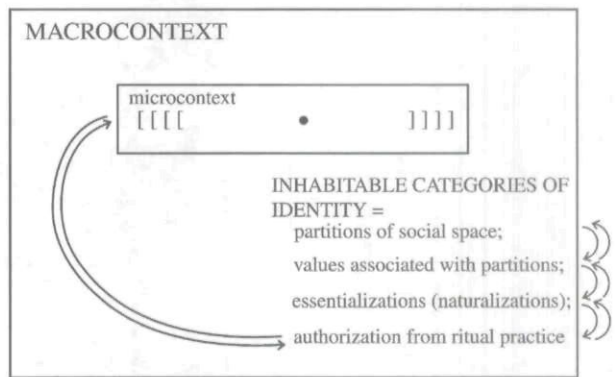 MACROCONTEXT
microcontext
[ [ [ [ • ] ] ] ]
INHABITABLE CATEGORIES OF
IDENTITY =
partitions of social space;
values associated with partitions;
essentializations (naturalizations);
authorization from ritual practice